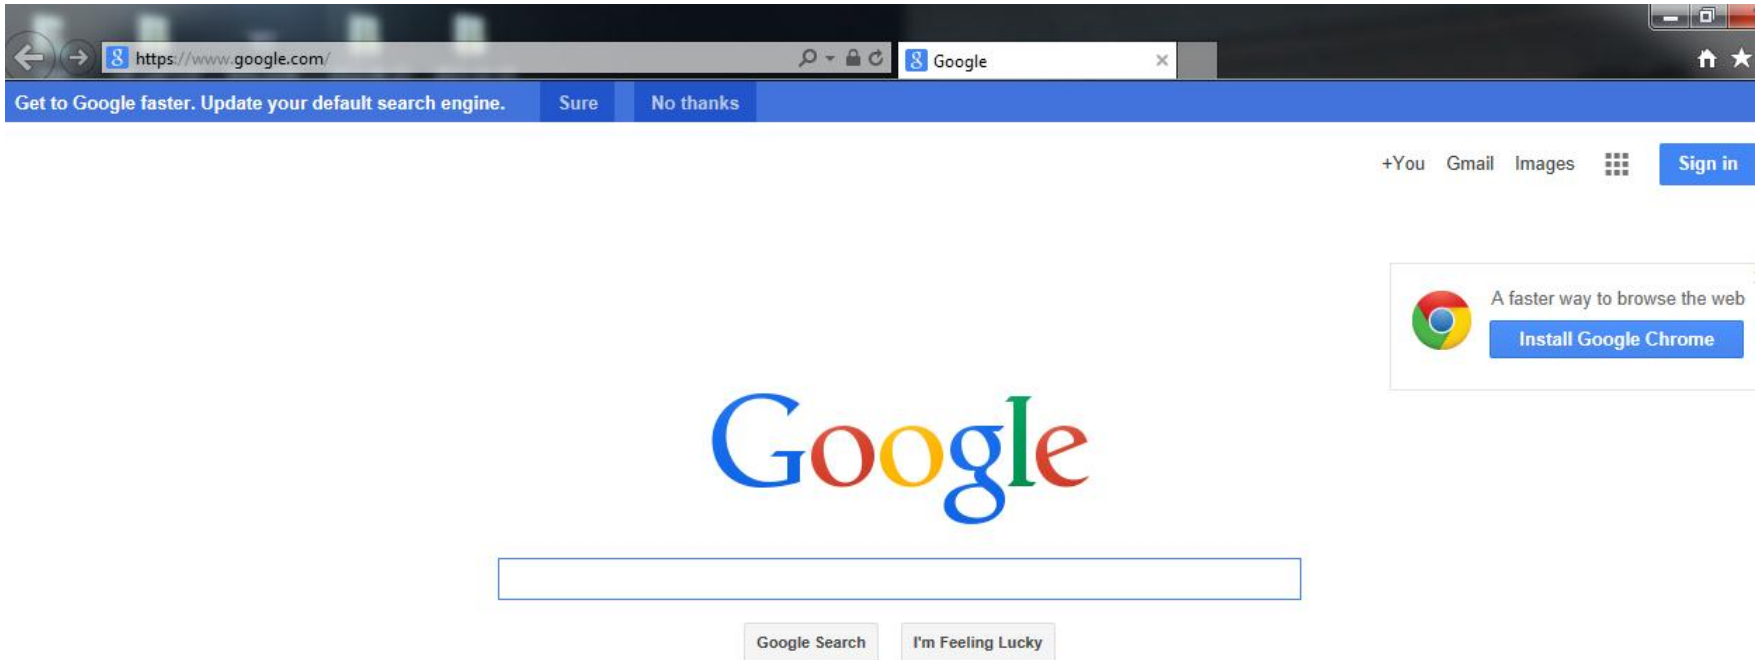 https://www.google.com/
Google
Get to Google faster. Update your default search engine. Sure No thanks
+You Gmail Images Sign in
A faster way to browse the web
Install Google Chrome
Google
Google Search I'm Feeling Lucky